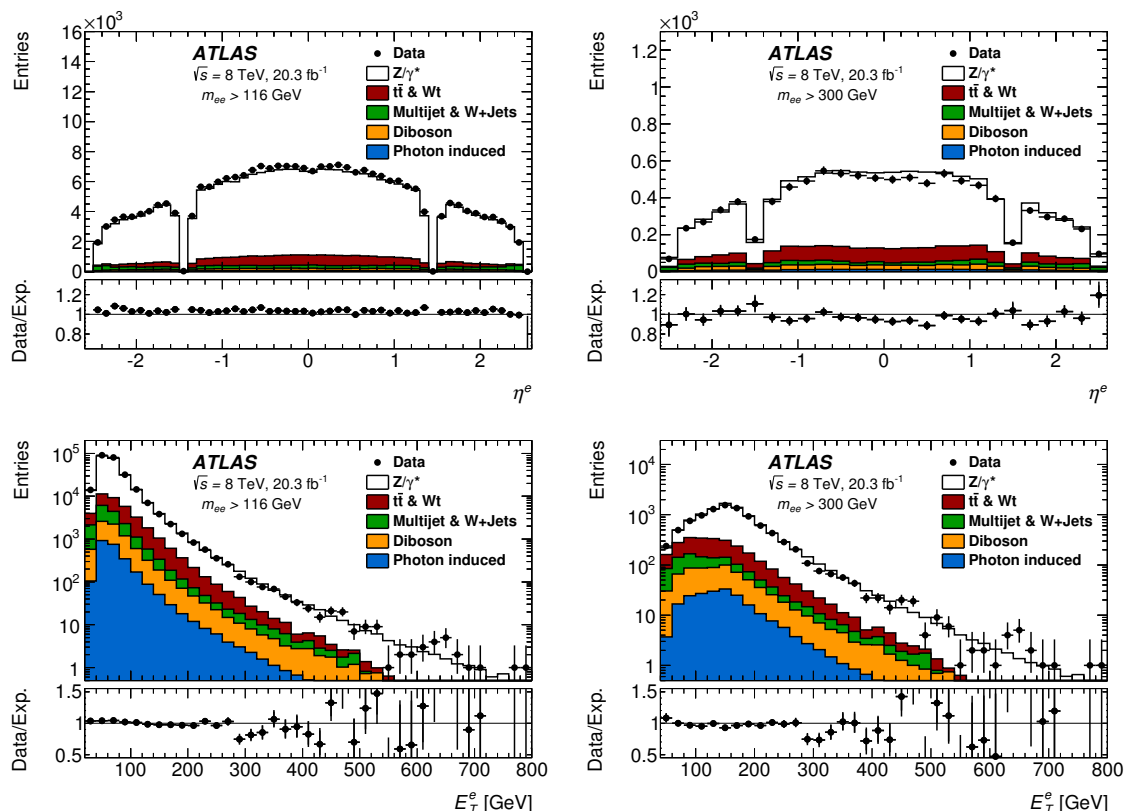 ×10³
16
14
12
10
8
6
4
2
0
Entries
ATLAS
√s = 8 TeV, 20.3 fb⁻¹
mₑₑ > 116 GeV
Data
Z/γ*
tt̄ & Wt
Multijet & W+Jets
Diboson
Photon induced
1.2
1
0.8
Data/Exp.
-2 -1 0 1 2
ηᵉ
×10³
1.2
1
0.8
0.6
0.4
0.2
0
Entries
ATLAS
√s = 8 TeV, 20.3 fb⁻¹
mₑₑ > 300 GeV
Data
Z/γ*
tt̄ & Wt
Multijet & W+Jets
Diboson
Photon induced
1.2
1
0.8
Data/Exp.
-2 -1 0 1 2
ηᵉ
10⁵
10⁴
10³
10²
10
1
Entries
ATLAS
√s = 8 TeV, 20.3 fb⁻¹
mₑₑ > 116 GeV
Data
Z/γ*
tt̄ & Wt
Multijet & W+Jets
Diboson
Photon induced
1.5
1
0.5
Data/Exp.
100 200 300 400 500 600 700 800
E_T^e [GeV]
10⁴
10³
10²
10
1
Entries
ATLAS
√s = 8 TeV, 20.3 fb⁻¹
mₑₑ > 300 GeV
Data
Z/γ*
tt̄ & Wt
Multijet & W+Jets
Diboson
Photon induced
1.5
1
0.5
Data/Exp.
100 200 300 400 500 600 700 800
E_T^e [GeV]